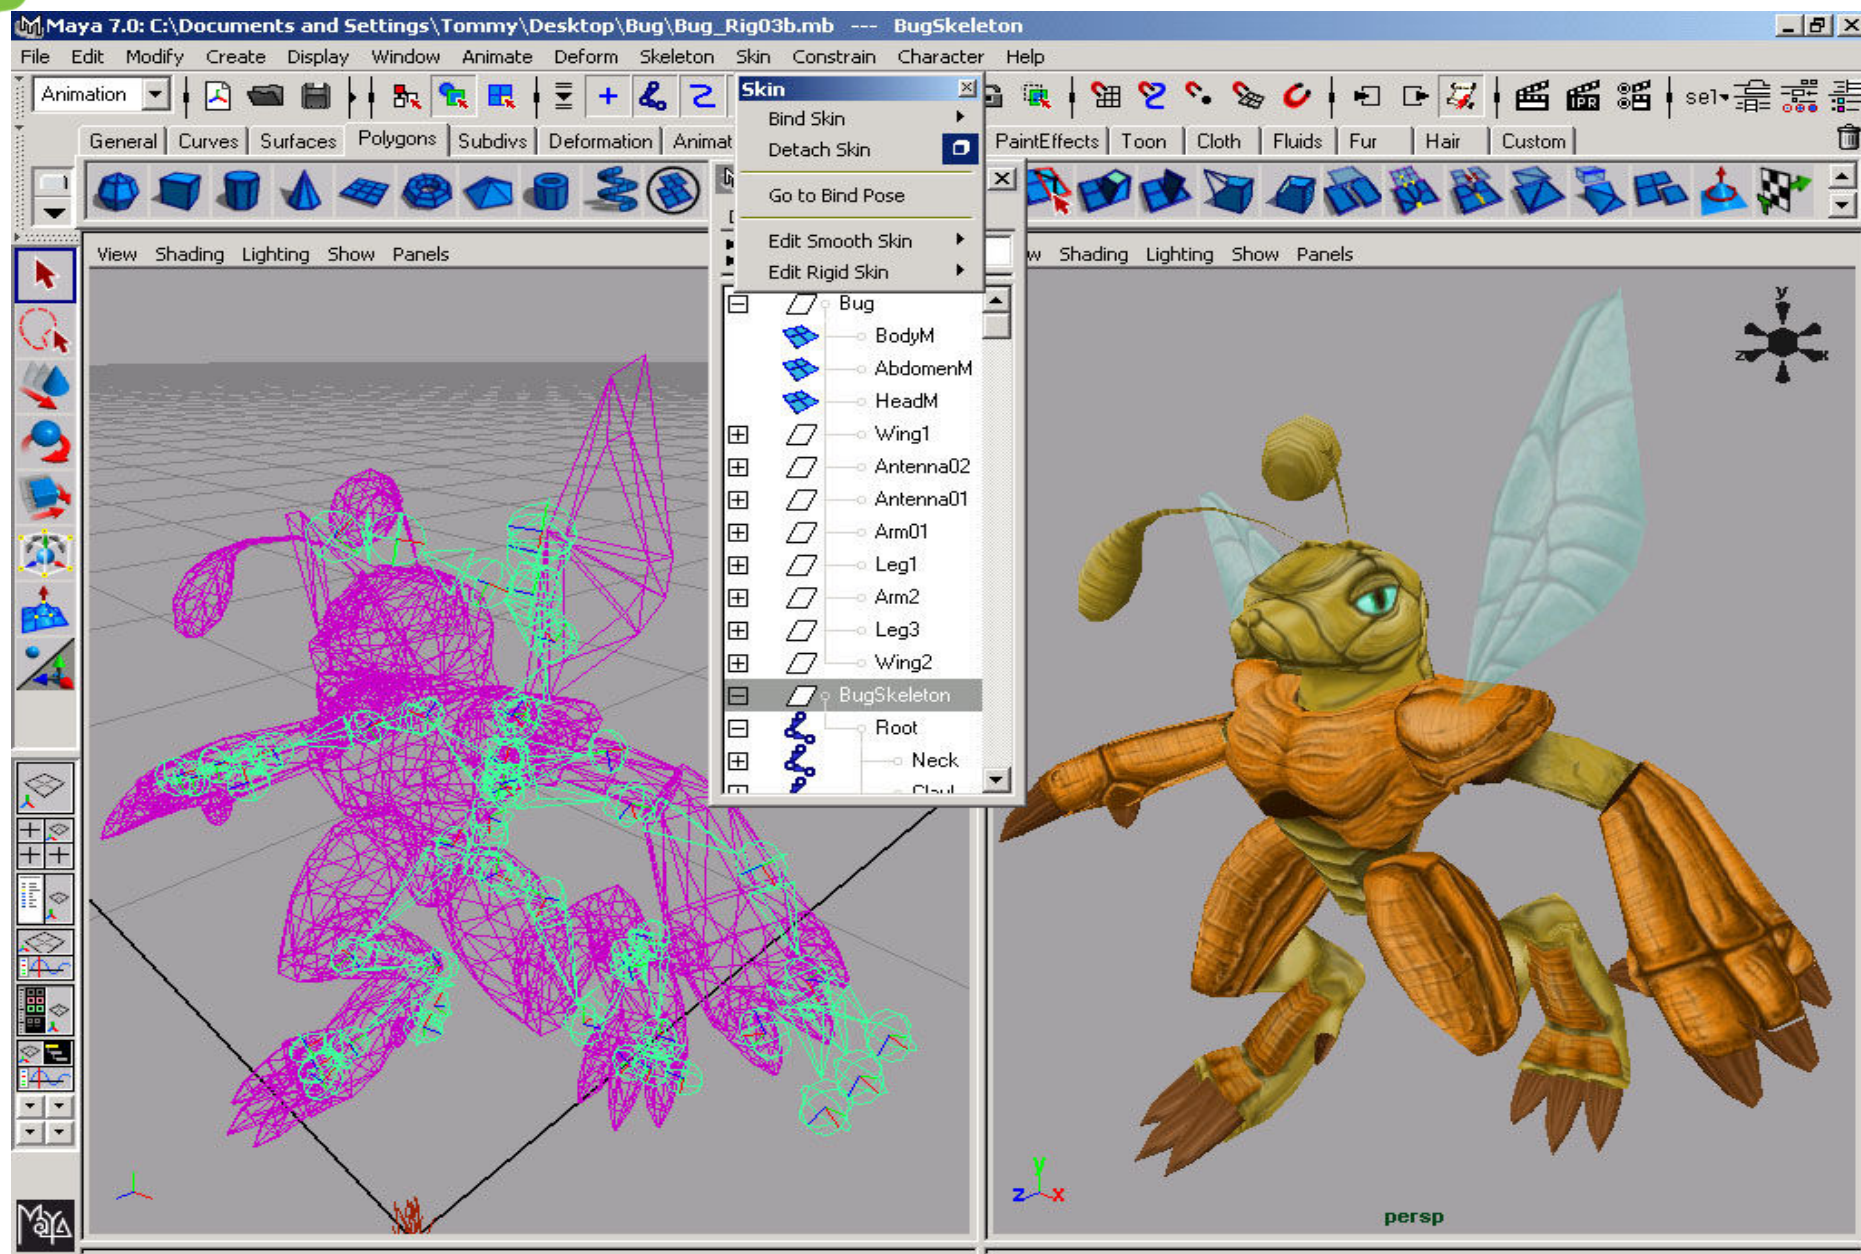 Maya 7.0: C:\Documents and Settings\Tommy\Desktop\Bug\Bug_Rig03b.mb --- BugSkeleton
File Edit Modify Create Display Window Animate Deform Skeleton Skin Constrain Character Help
Animation
IPR
sel
Skin
Bind Skin
Detach Skin
Go to Bind Pose
Edit Smooth Skin
Edit Rigid Skin
General Curves Surfaces Polygons Subdivs Deformation Animat
PaintEffects Toon Cloth Fluids Fur Hair Custom
View Shading Lighting Show Panels
w Shading Lighting Show Panels
Bug
BodyM
AbdomenM
HeadM
Wing1
Antenna02
Antenna01
Arm01
Leg1
Arm2
Leg3
Wing2
BugSkeleton
Root
Neck
y
z x
y
z x
persp
MAYA